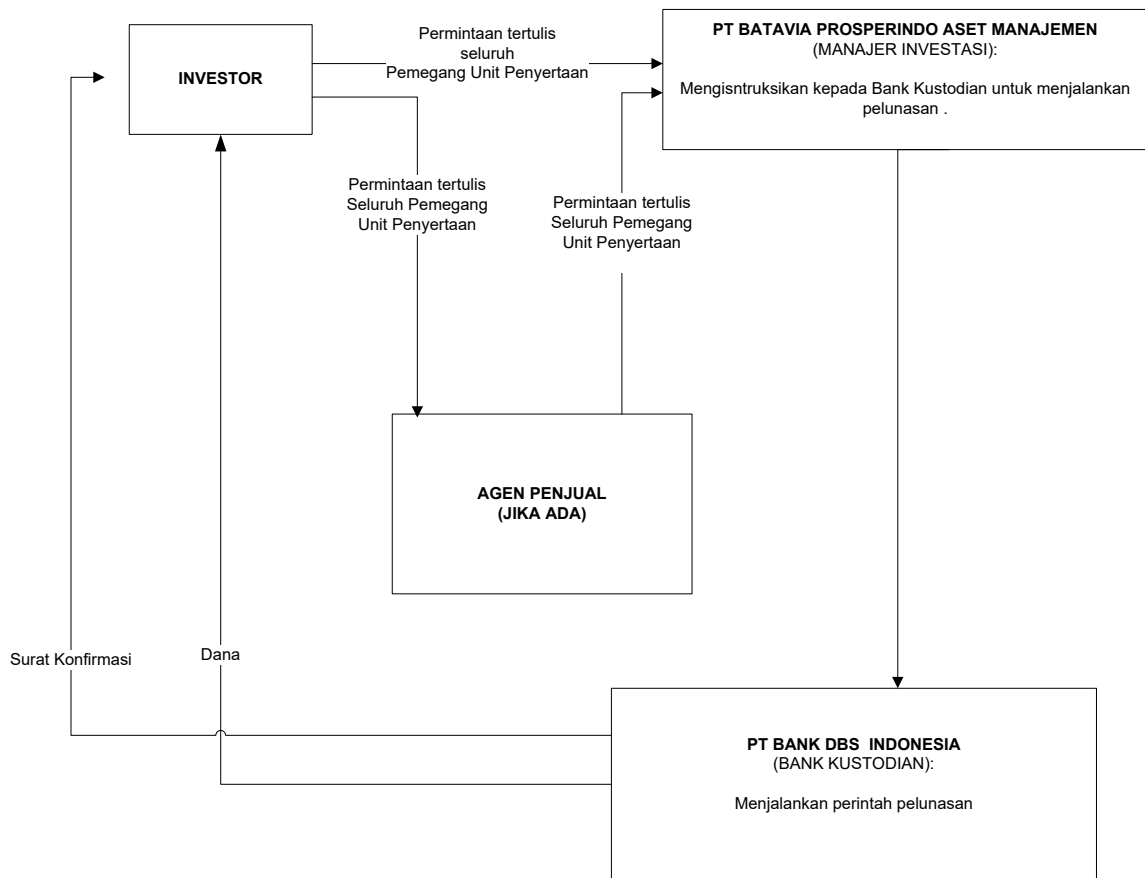 INVESTOR
Permintaan tertulis
seluruh
Pemegang Unit Penyertaan
PT BATAVIA PROSPERINDO ASET MANAJEMEN
(MANAJER INVESTASI):
Mengisntruksikan kepada Bank Kustodian untuk menjalankan
pelunasan .
Permintaan tertulis
Seluruh Pemegang
Unit Penyertaan
Permintaan tertulis
Seluruh Pemegang
Unit Penyertaan
AGEN PENJUAL
(JIKA ADA)
Surat Konfirmasi
Dana
PT BANK DBS INDONESIA
(BANK KUSTODIAN):
Menjalankan perintah pelunasan